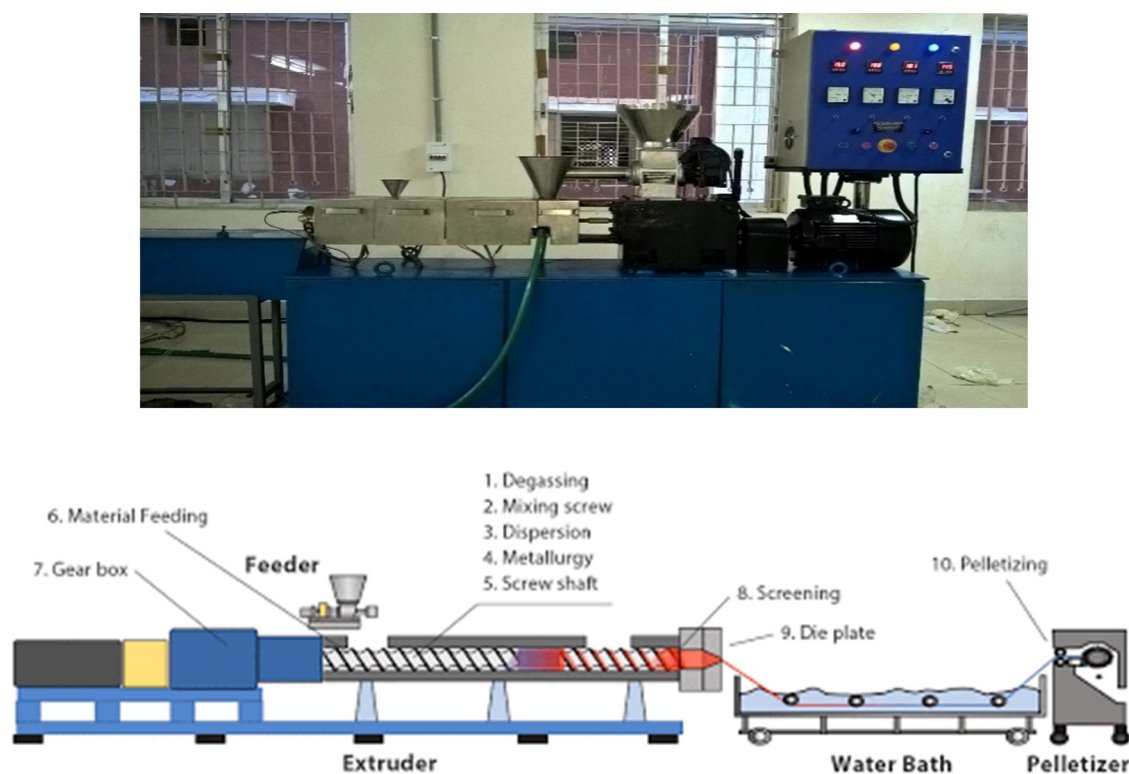 6. Material Feeding
7. Gear box
Feeder
1. Degassing
2. Mixing screw
3. Dispersion
4. Metallurgy
5. Screw shaft
8. Screening
9. Die plate
10. Pelletizing
Extruder
Water Bath
Pelletizer